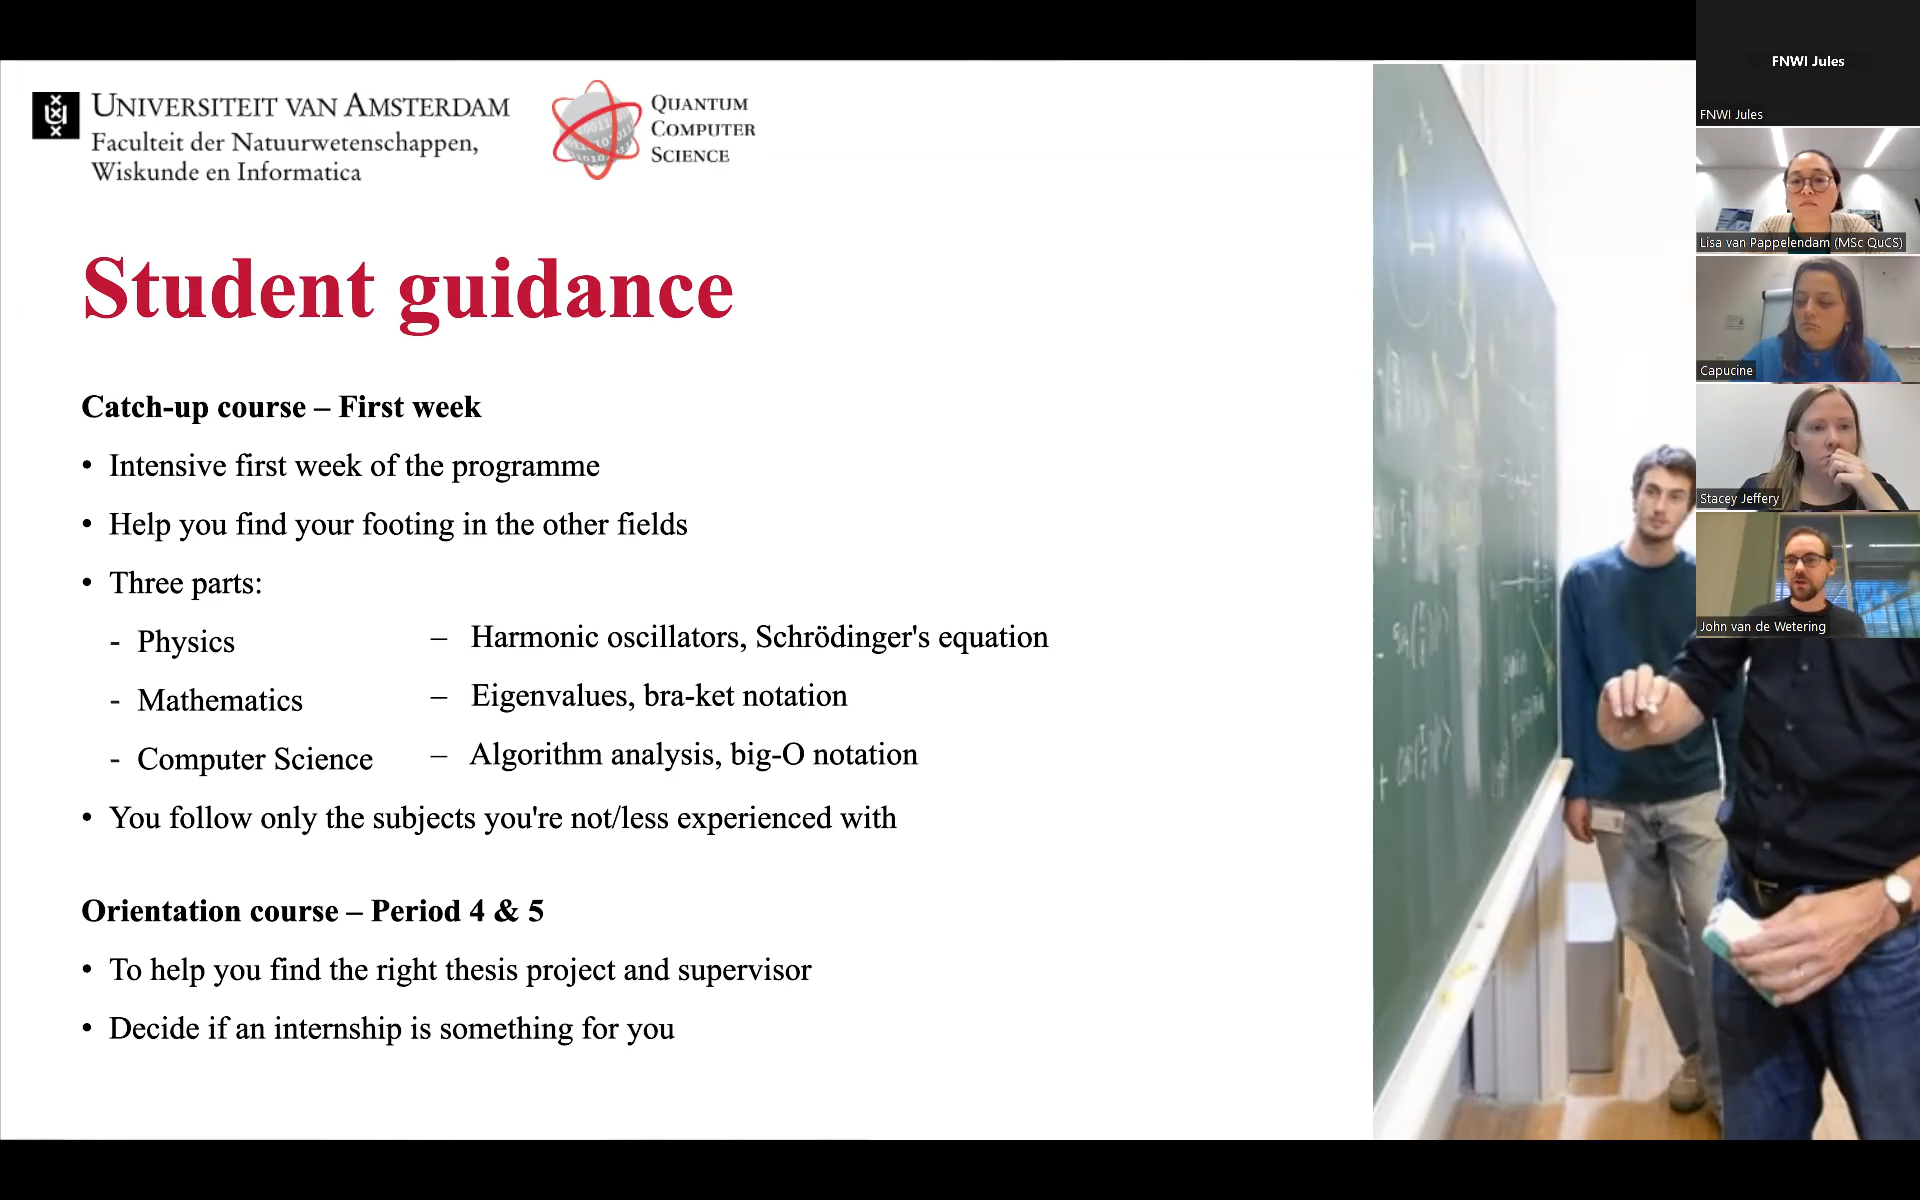 UNIVERSITEIT VAN AMSTERDAM
Faculteit der Natuurwetenschappen,
Wiskunde en Informatica
QUANTUM
COMPUTER
SCIENCE
Student guidance
Catch-up course – First week
• Intensive first week of the programme
• Help you find your footing in the other fields
• Three parts:
- Physics – Harmonic oscillators, Schrödinger's equation
- Mathematics – Eigenvalues, bra-ket notation
- Computer Science – Algorithm analysis, big-O notation
• You follow only the subjects you're not/less experienced with
Orientation course – Period 4 & 5
• To help you find the right thesis project and supervisor
• Decide if an internship is something for you
FNWI Jules
FNWI Jules
Lisa van Pappelendam (MSc QuCS)
Capucine
Stacey Jeffery
John van de Wetering